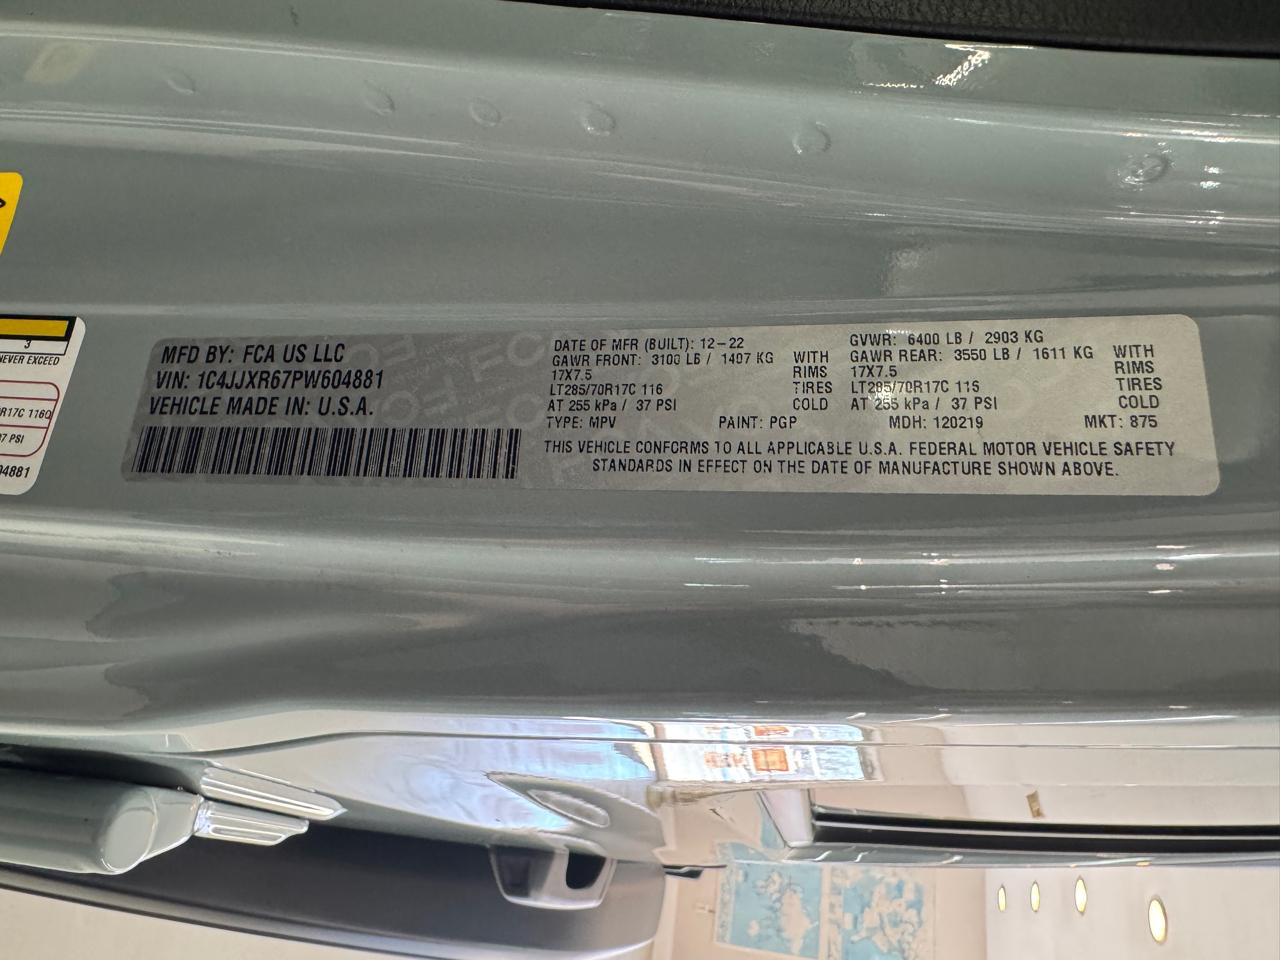 MFD BY: FCA US LLC
VIN: 1C4JJXR67PW604881
VEHICLE MADE IN: U.S.A.
DATE OF MFR (BUILT): 12-22
GAWR FRONT: 3100 LB / 1407 KG WITH
17X7.5 RIMS
LT285/70R17C 116 TIRES
AT 255 kPa / 37 PSI COLD
GVWR: 6400 LB / 2903 KG
GAWR REAR: 3550 LB / 1611 KG WITH
17X7.5 RIMS
LT285/70R17C 116 TIRES
AT 255 kPa / 37 PSI COLD
TYPE: MPV PAINT: PGP MDH: 120219 MKT: 875
THIS VEHICLE CONFORMS TO ALL APPLICABLE U.S.A. FEDERAL MOTOR VEHICLE SAFETY
STANDARDS IN EFFECT ON THE DATE OF MANUFACTURE SHOWN ABOVE.
3
NEVER EXCEED
R17C 116Q
7 PSI
04881